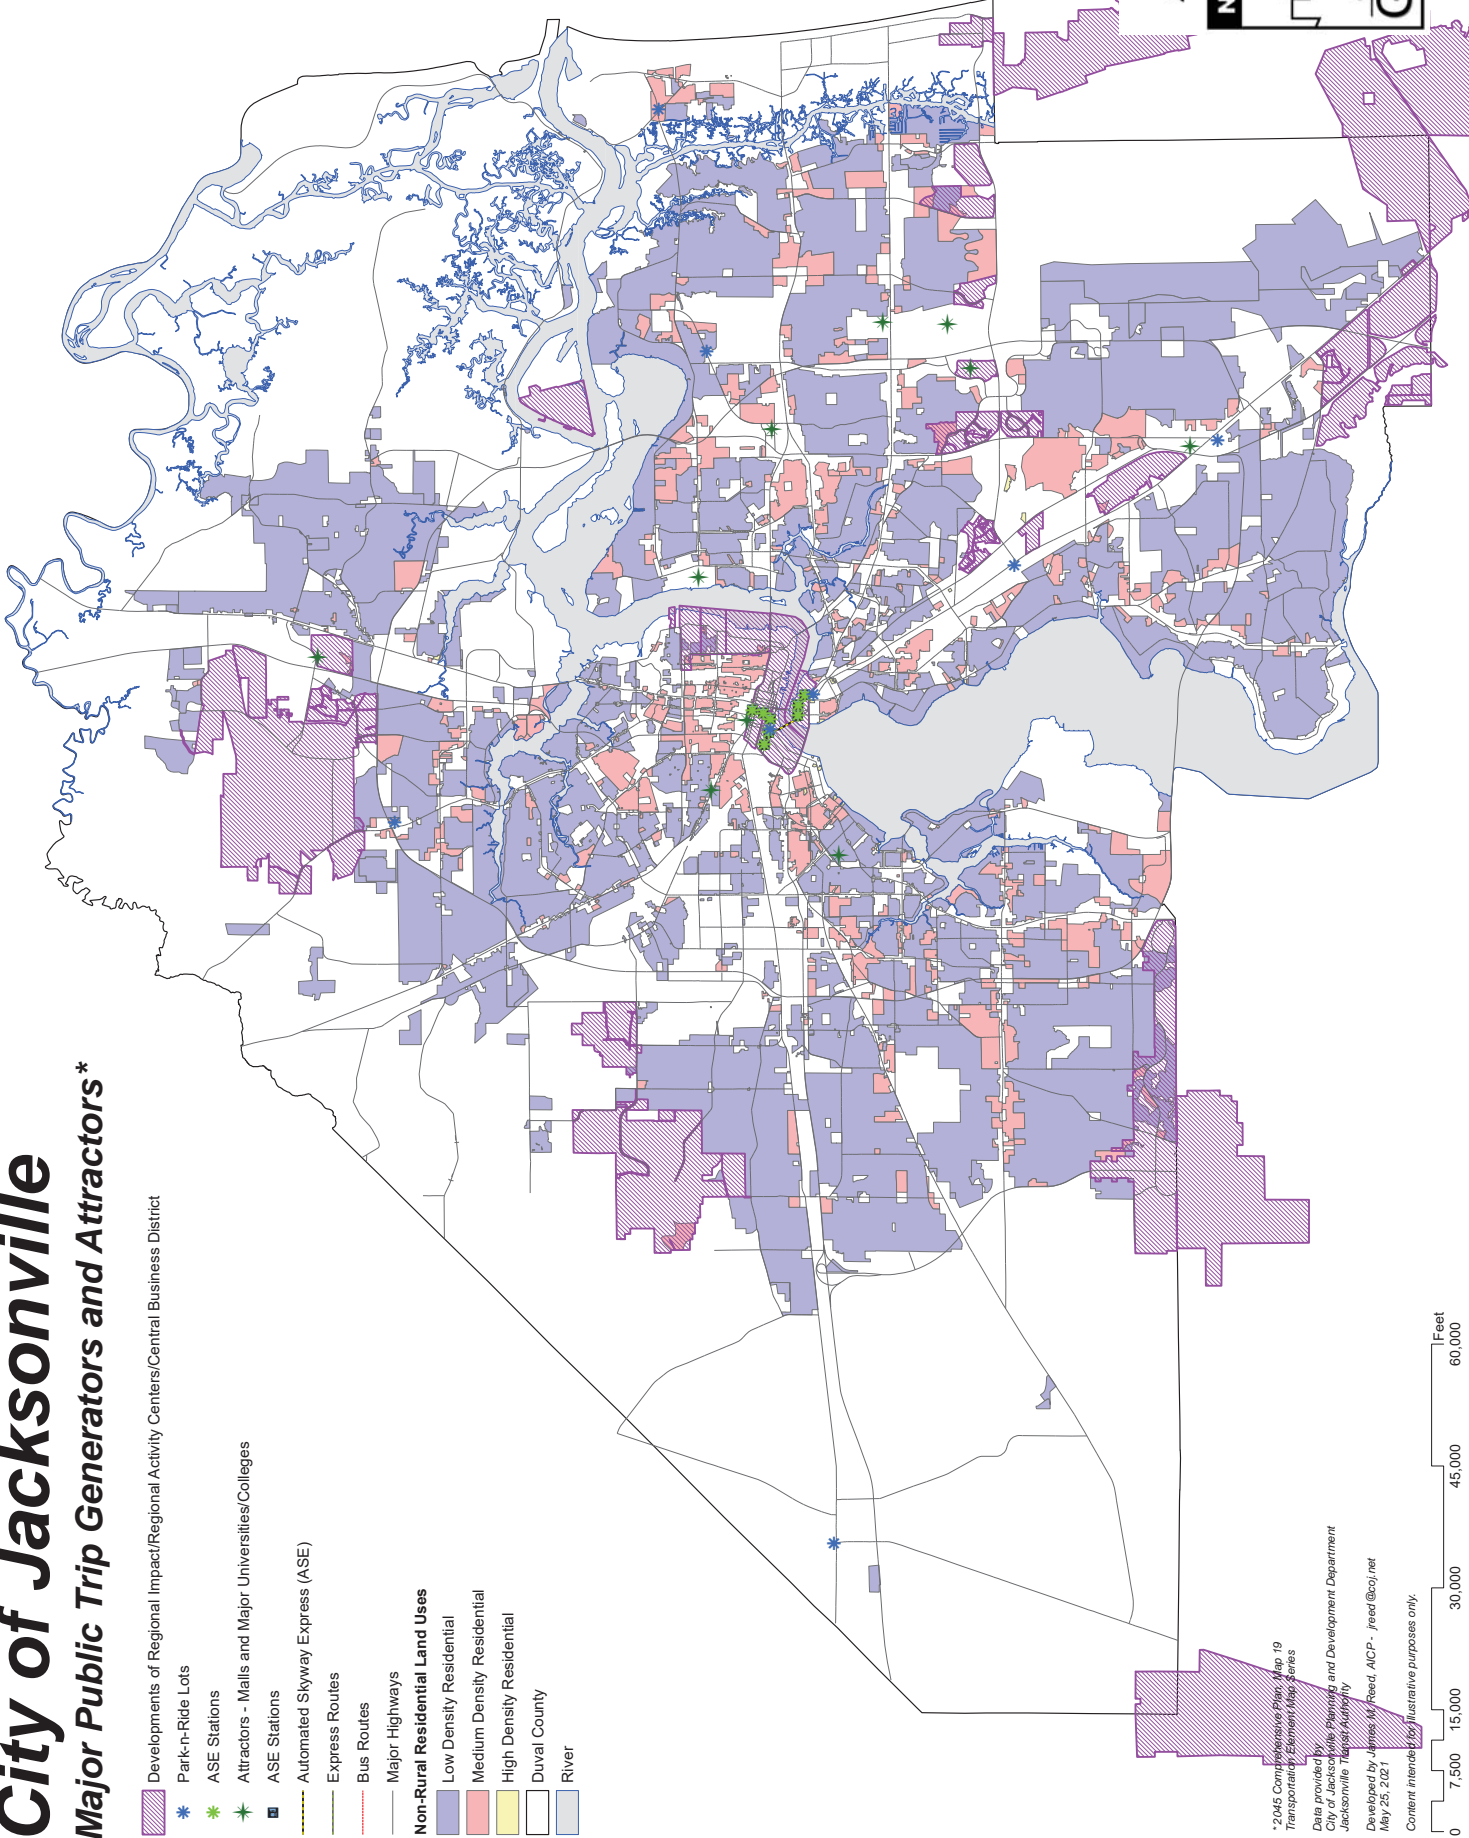 City of Jacksonville
Major Public Trip Generators and Attractors*
Developments of Regional Impact/Regional Activity Centers/Central Business District
Park-n-Ride Lots
ASE Stations
Attractors - Malls and Major Universities/Colleges
ASE Stations
Automated Skyway Express (ASE)
Express Routes
Bus Routes
Major Highways
Non-Rural Residential Land Uses
Low Density Residential
Medium Density Residential
High Density Residential
Duval County
River
*2045 Comprehensive Plan, Map 19
Transportation Element Map Series
Data provided by
City of Jacksonville Planning and Development Department
Jacksonville Transit Authority
Developed by James M. Reed, AICP - jreed@coj.net
May 25, 2021
Content intended for illustrative purposes only.
0 7,500 15,000 30,000 45,000 60,000
Feet
N